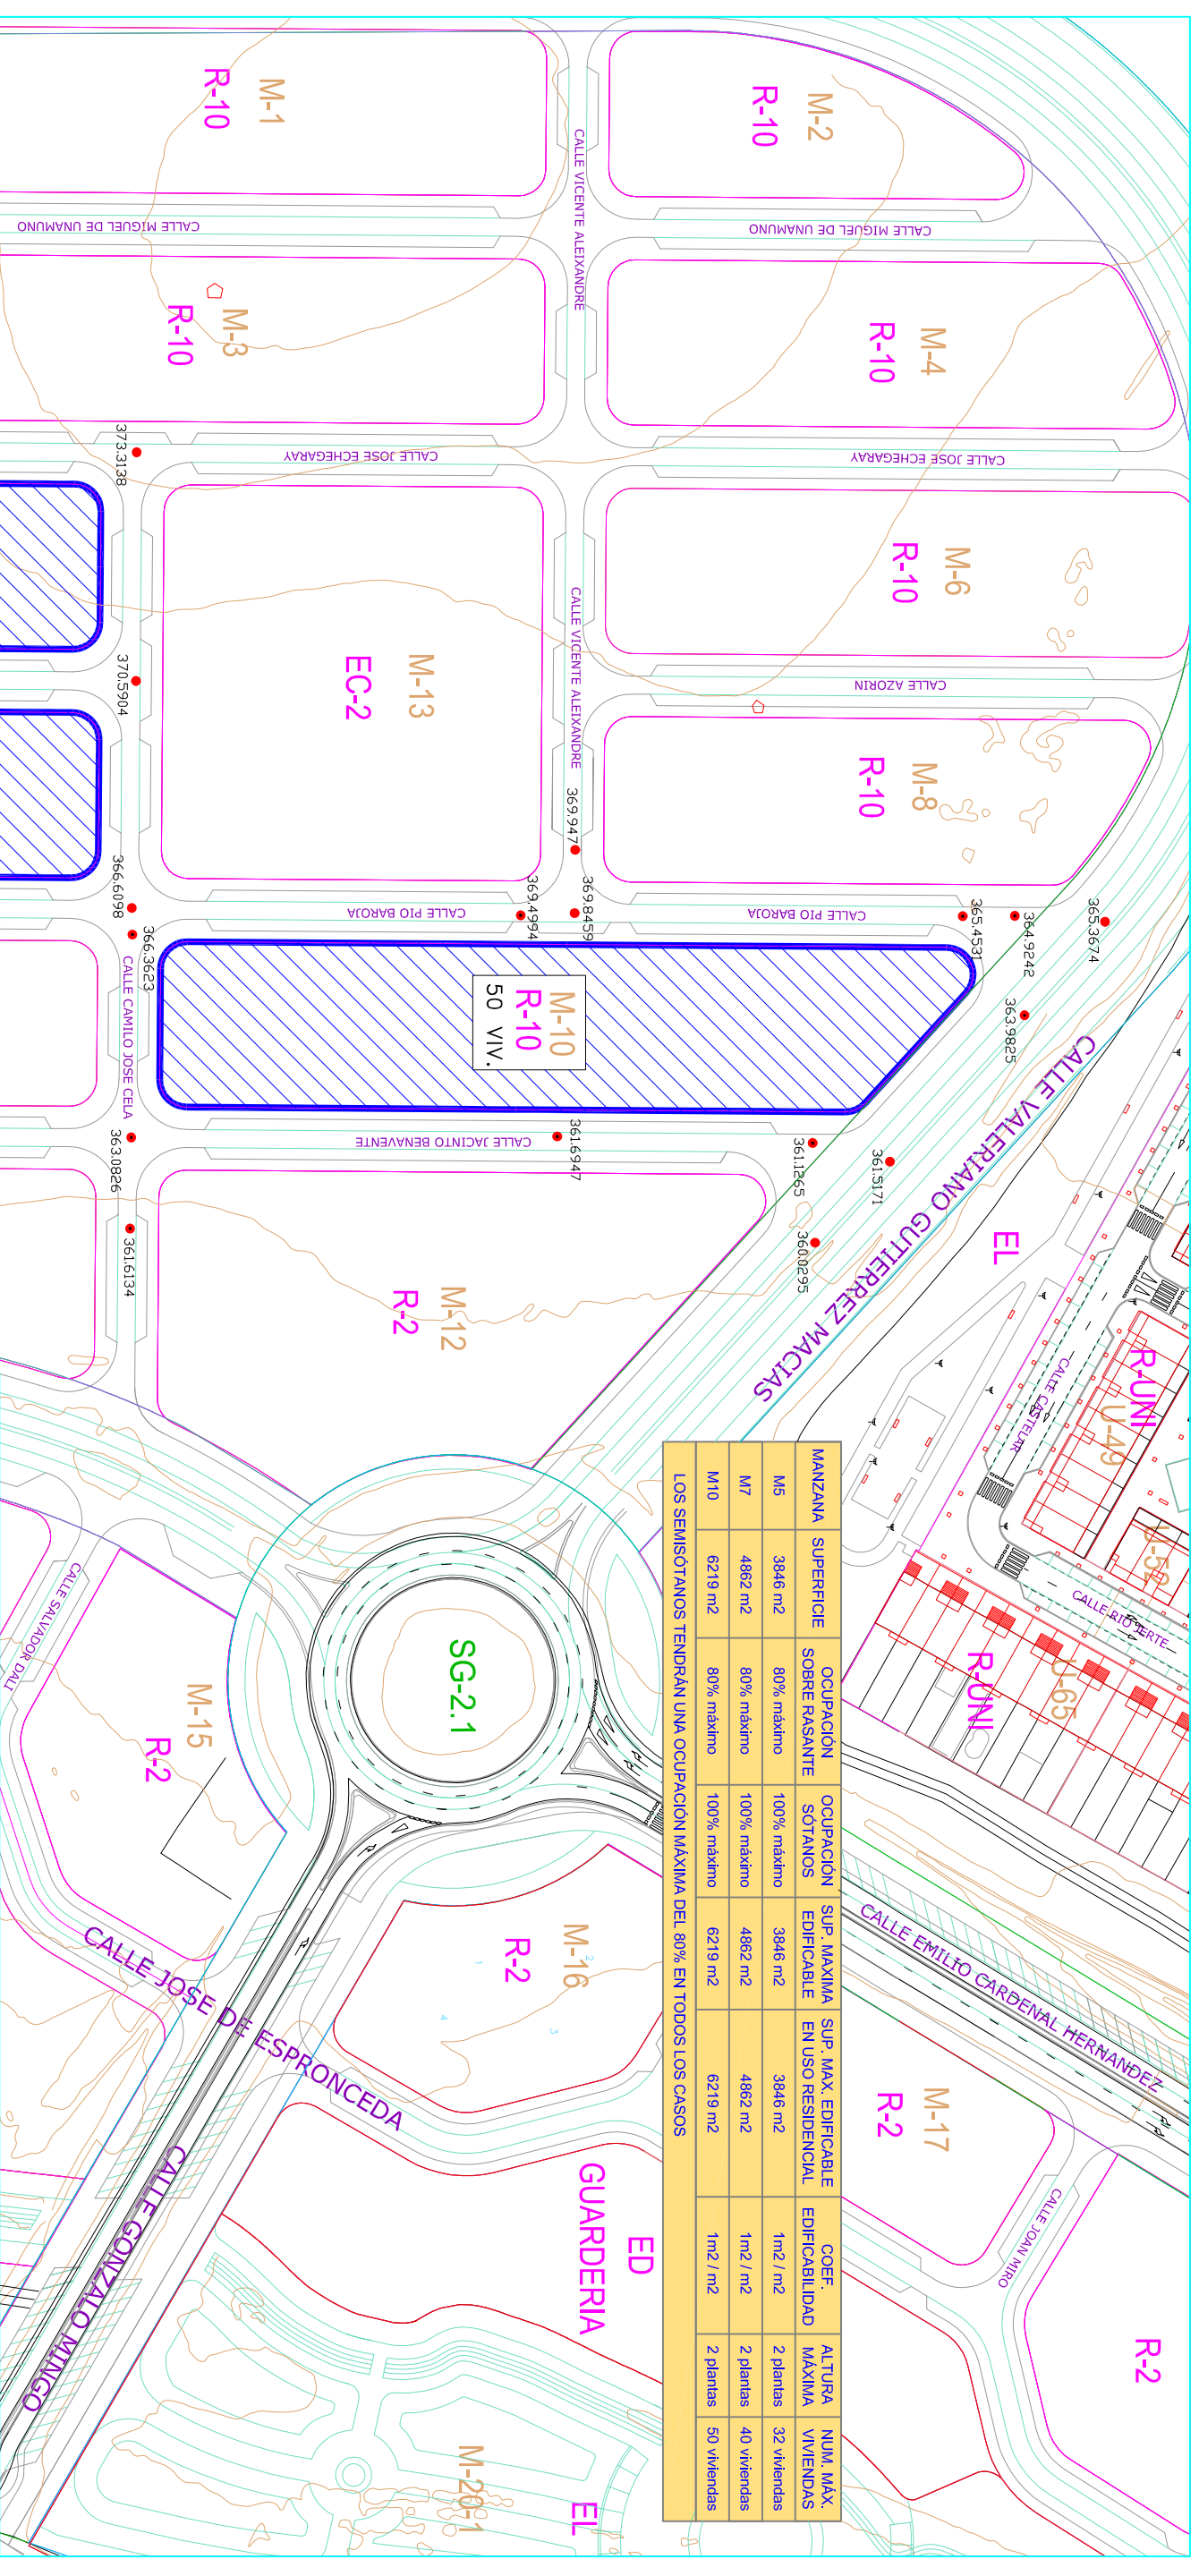 M-1
R-10
M-2
R-10
CALLE VICENTE ALEIXANDRE
CALLE MIGUEL DE UNAMUNO
CALLE MIGUEL DE UNAMUNO
M-3
R-10
M-4
R-10
CALLE JOSE ECHEGARAY
CALLE JOSE ECHEGARAY
373.3138
M-6
R-10
CALLE VICENTE ALEIXANDRE
M-13
EC-2
CALLE AZORIN
370.5904
M-8
R-10
369.947
366.6098
369.4994
369.8459
365.4531
364.9242
365.3674
CALLE PIO BAROJA
CALLE PIO BAROJA
366.3623
363.9825
M-10
R-10
50 VIV.
CALLE CAMILO JOSE CELA
CALLE VALERIANO GUTIERREZ MACIAS
CALLE JACINTO BENAVENTE
363.0826
361.6947
361.1265
361.5171
360.0295
361.6134
EL
M-12
R-2
R-UNI
U-49
CALLE CASTELAR
U-52
CALLE RIO JERTE
U-65
R-UNI
MANZANA SUPERFICIE OCUPACIÓN SOBRE RASANTE OCUPACIÓN SÓTANOS SUP. MAXIMA EDIFICABLE SUP. MAX. EDIFICABLE EN USO RESIDENCIAL COEF. EDIFICABILIDAD ALTURA MÁXIMA NUM. MÁX. VIVIENDAS
M5 3846 m2 80% máximo 100% máximo 3846 m2 3846 m2 1m2 / m2 2 plantas 32 viviendas
M7 4862 m2 80% máximo 100% máximo 4862 m2 4862 m2 1m2 / m2 2 plantas 40 viviendas
M10 6219 m2 80% máximo 100% máximo 6219 m2 6219 m2 1m2 / m2 2 plantas 50 viviendas
LOS SEMISÓTANOS TENDRÁN UNA OCUPACIÓN MÁXIMA DEL 80% EN TODOS LOS CASOS
CALLE SALVADOR DALI
SG-2.1
M-15
R-2
CALLE EMILIO CARDENAL HERNANDEZ
M-16
R-2
1
2
3
4
CALLE JOSE DE ESPRONCEDA
M-17
R-2
CALLE JOAN MIRO
CALLE GONZALO MINGO
ED
GUARDERIA
R-2
M-20-1
EL